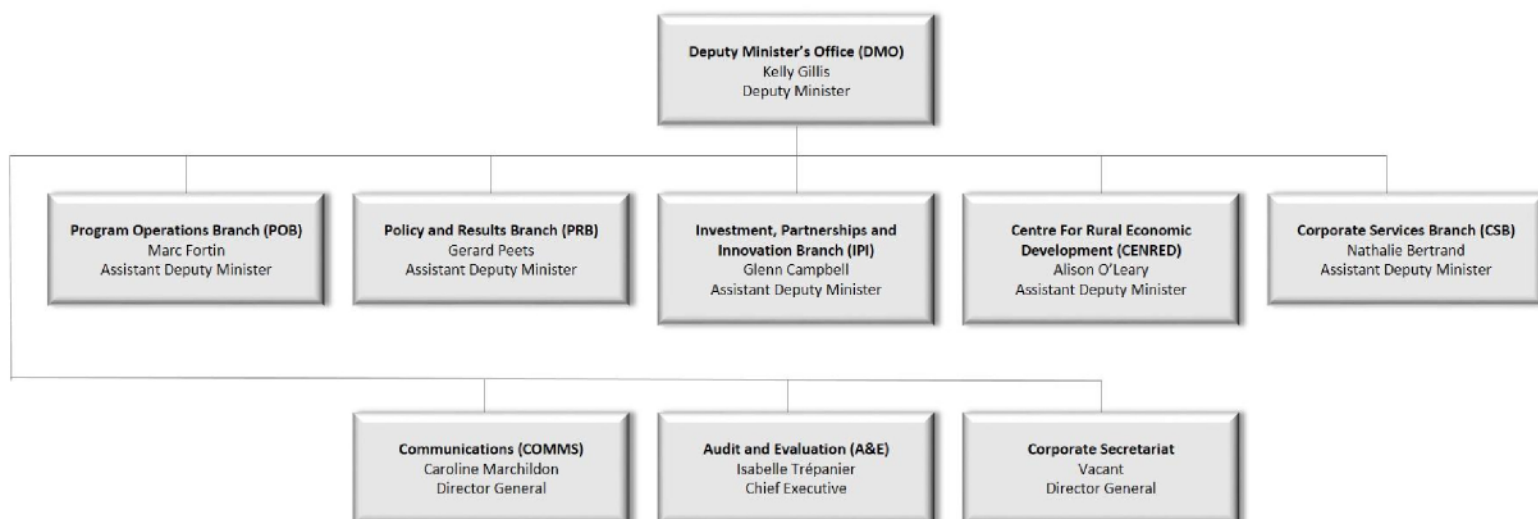 Deputy Minister’s Office (DMO)
Kelly Gillis
Deputy Minister
Program Operations Branch (POB)
Marc Fortin
Assistant Deputy Minister
Policy and Results Branch (PRB)
Gerard Peets
Assistant Deputy Minister
Investment, Partnerships and
Innovation Branch (IPI)
Glenn Campbell
Assistant Deputy Minister
Centre For Rural Economic
Development (CENRED)
Alison O’Leary
Assistant Deputy Minister
Corporate Services Branch (CSB)
Nathalie Bertrand
Assistant Deputy Minister
Communications (COMMS)
Caroline Marchildon
Director General
Audit and Evaluation (A&E)
Isabelle Trépanier
Chief Executive
Corporate Secretariat
Vacant
Director General